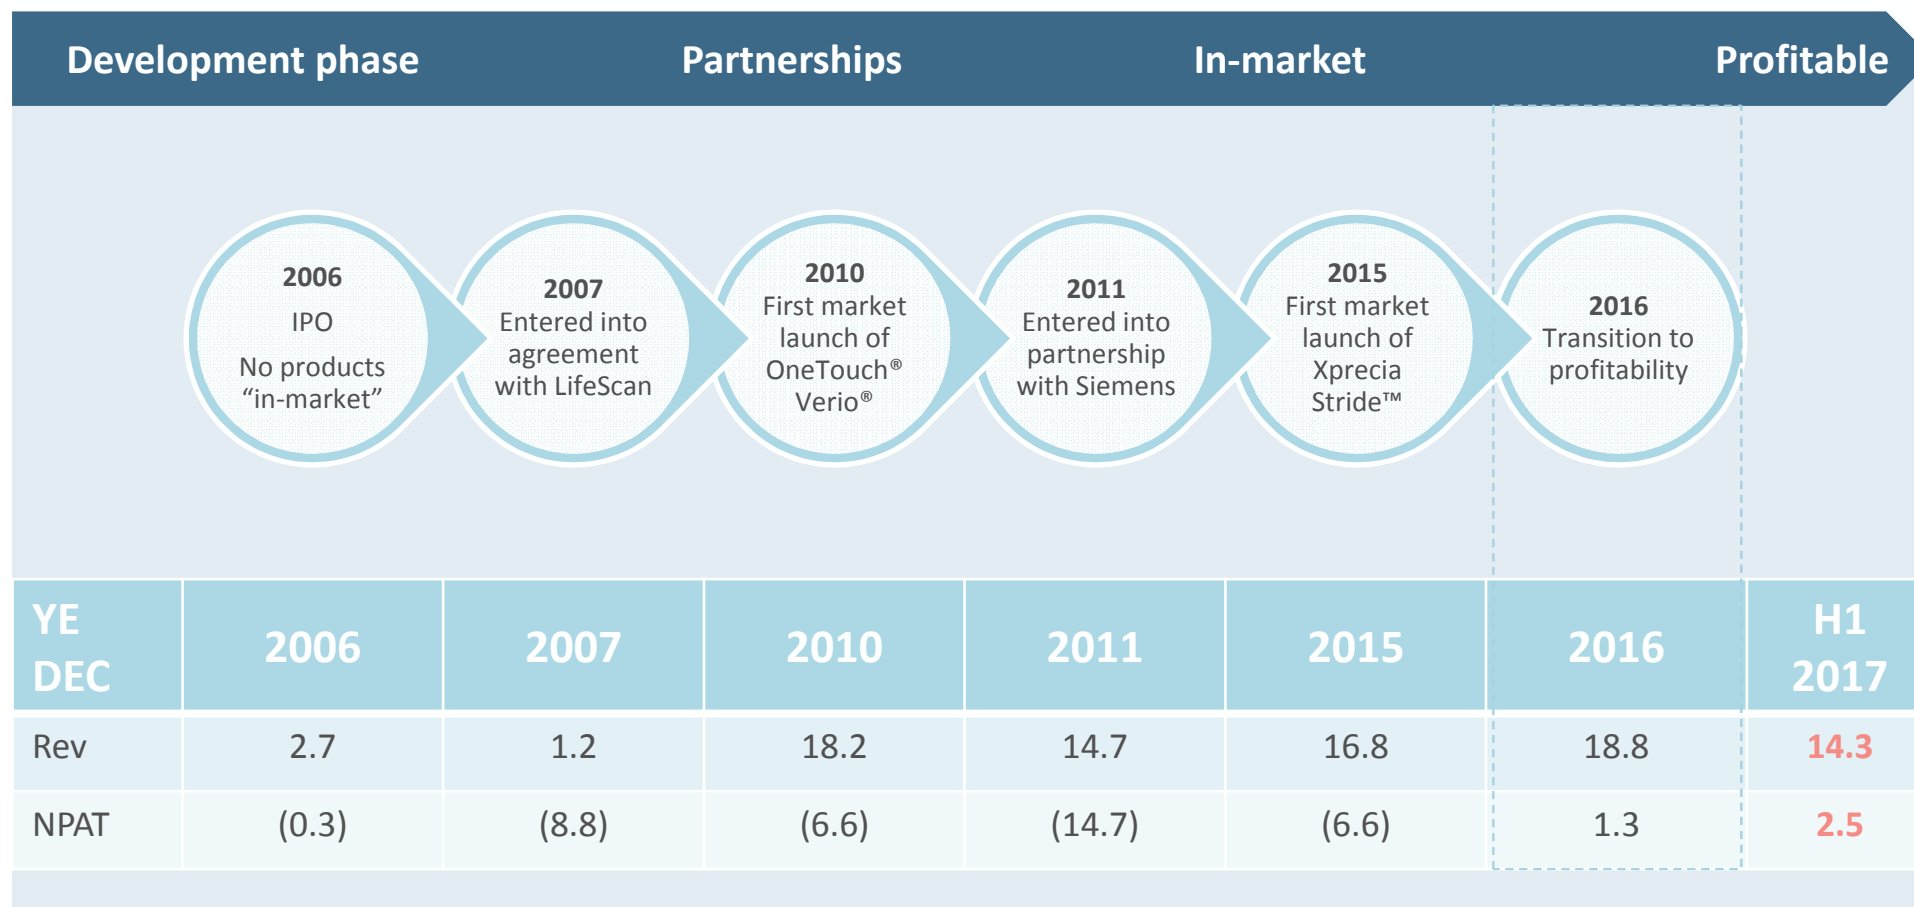 Development phase Partnerships In-market Profitable
2006
IPO
No products
“in-market”
2007
Entered into
agreement
with LifeScan
2010
First market
launch of
OneTouch®
Verio®
2011
Entered into
partnership
with Siemens
2015
First market
launch of
Xprecia
Stride™
2016
Transition to
profitability
YE
DEC
2006 2007 2010 2011 2015 2016
H1
2017
Rev 2.7 1.2 18.2 14.7 16.8 18.8 14.3
NPAT (0.3) (8.8) (6.6) (14.7) (6.6) 1.3 2.5